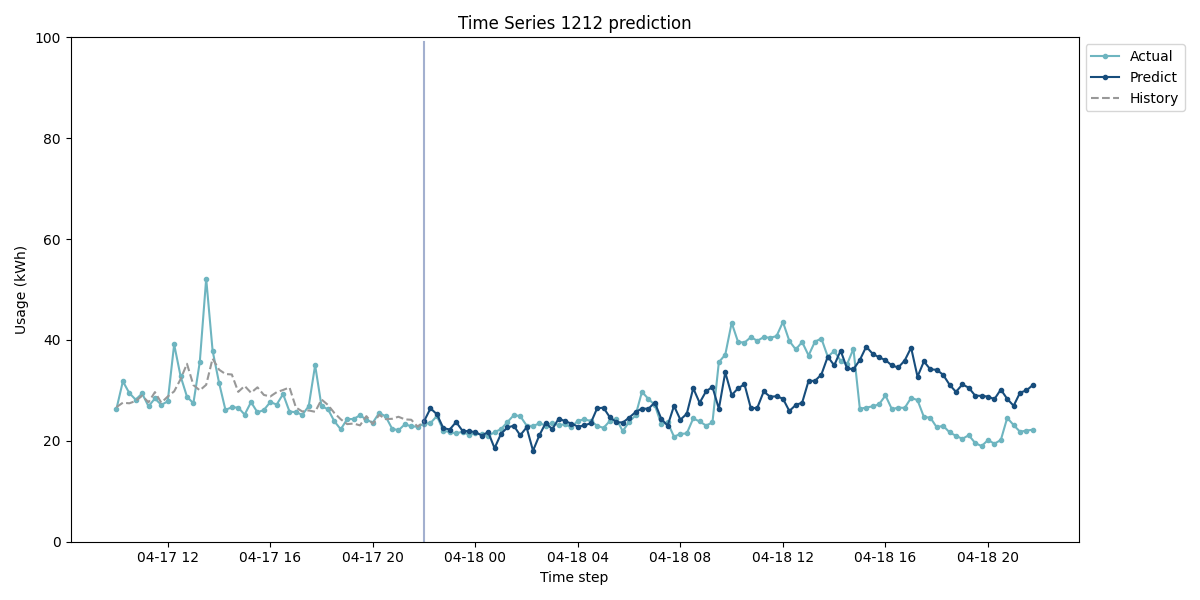 Time Series 1212 prediction
100
80
60
40
20
0
Usage (kWh)
04-17 12
04-17 16
04-17 20
04-18 00
04-18 04
04-18 08
04-18 12
04-18 16
04-18 20
Time step
Actual
Predict
History